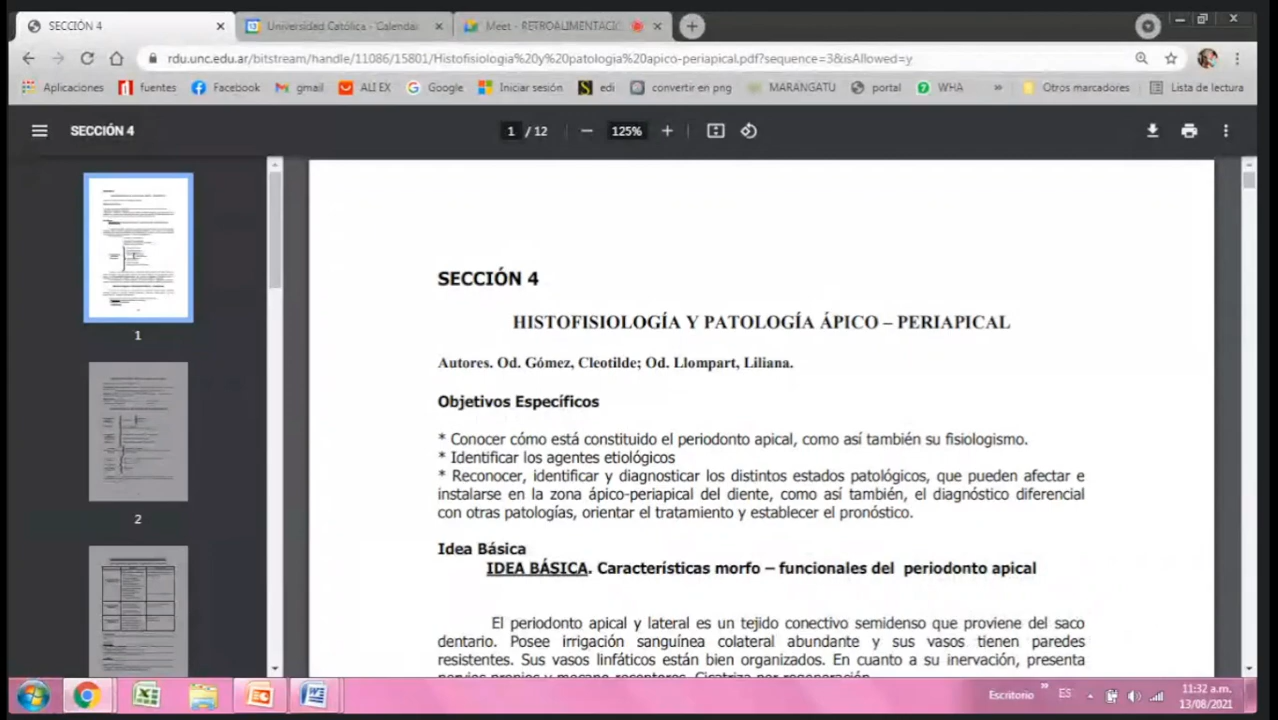 SECCIÓN 4
Universidad Católica - Calendar
Meet - RETROALIMENTACIÓ
rdu.unc.edu.ar/bitstream/handle/11086/15801/Histofisiologia%20y%20patologia%20apico-periapical.pdf?sequence=3&isAllowed=y
Aplicaciones fuentes Facebook gmail ALI EX Google Iniciar sesión edi convertir en png MARANGATU portal WHA » Otros marcadores Lista de lectura
SECCIÓN 4
1 / 12 125%
1
2
SECCIÓN 4
HISTOFISIOLOGÍA Y PATOLOGÍA ÁPICO – PERIAPICAL
Autores. Od. Gómez, Cleotilde; Od. Llompart, Liliana.
Objetivos Específicos
* Conocer cómo está constituido el periodonto apical, como así también su fisiologismo.
* Identificar los agentes etiológicos
* Reconocer, identificar y diagnosticar los distintos estados patológicos, que pueden afectar e
instalarse en la zona ápico-periapical del diente, como así también, el diagnóstico diferencial
con otras patologías, orientar el tratamiento y establecer el pronóstico.
Idea Básica
IDEA BÁSICA. Características morfo – funcionales del periodonto apical
El periodonto apical y lateral es un tejido conectivo semidenso que proviene del saco
dentario. Posee irrigación sanguínea colateral abundante y sus vasos tienen paredes
resistentes. Sus vasos linfáticos están bien organizados. En cuanto a su inervación, presenta
nervios propios y mecano-receptores. Cicatriza por regeneración.
Escritorio » ES 11:32 a.m.
13/08/2021